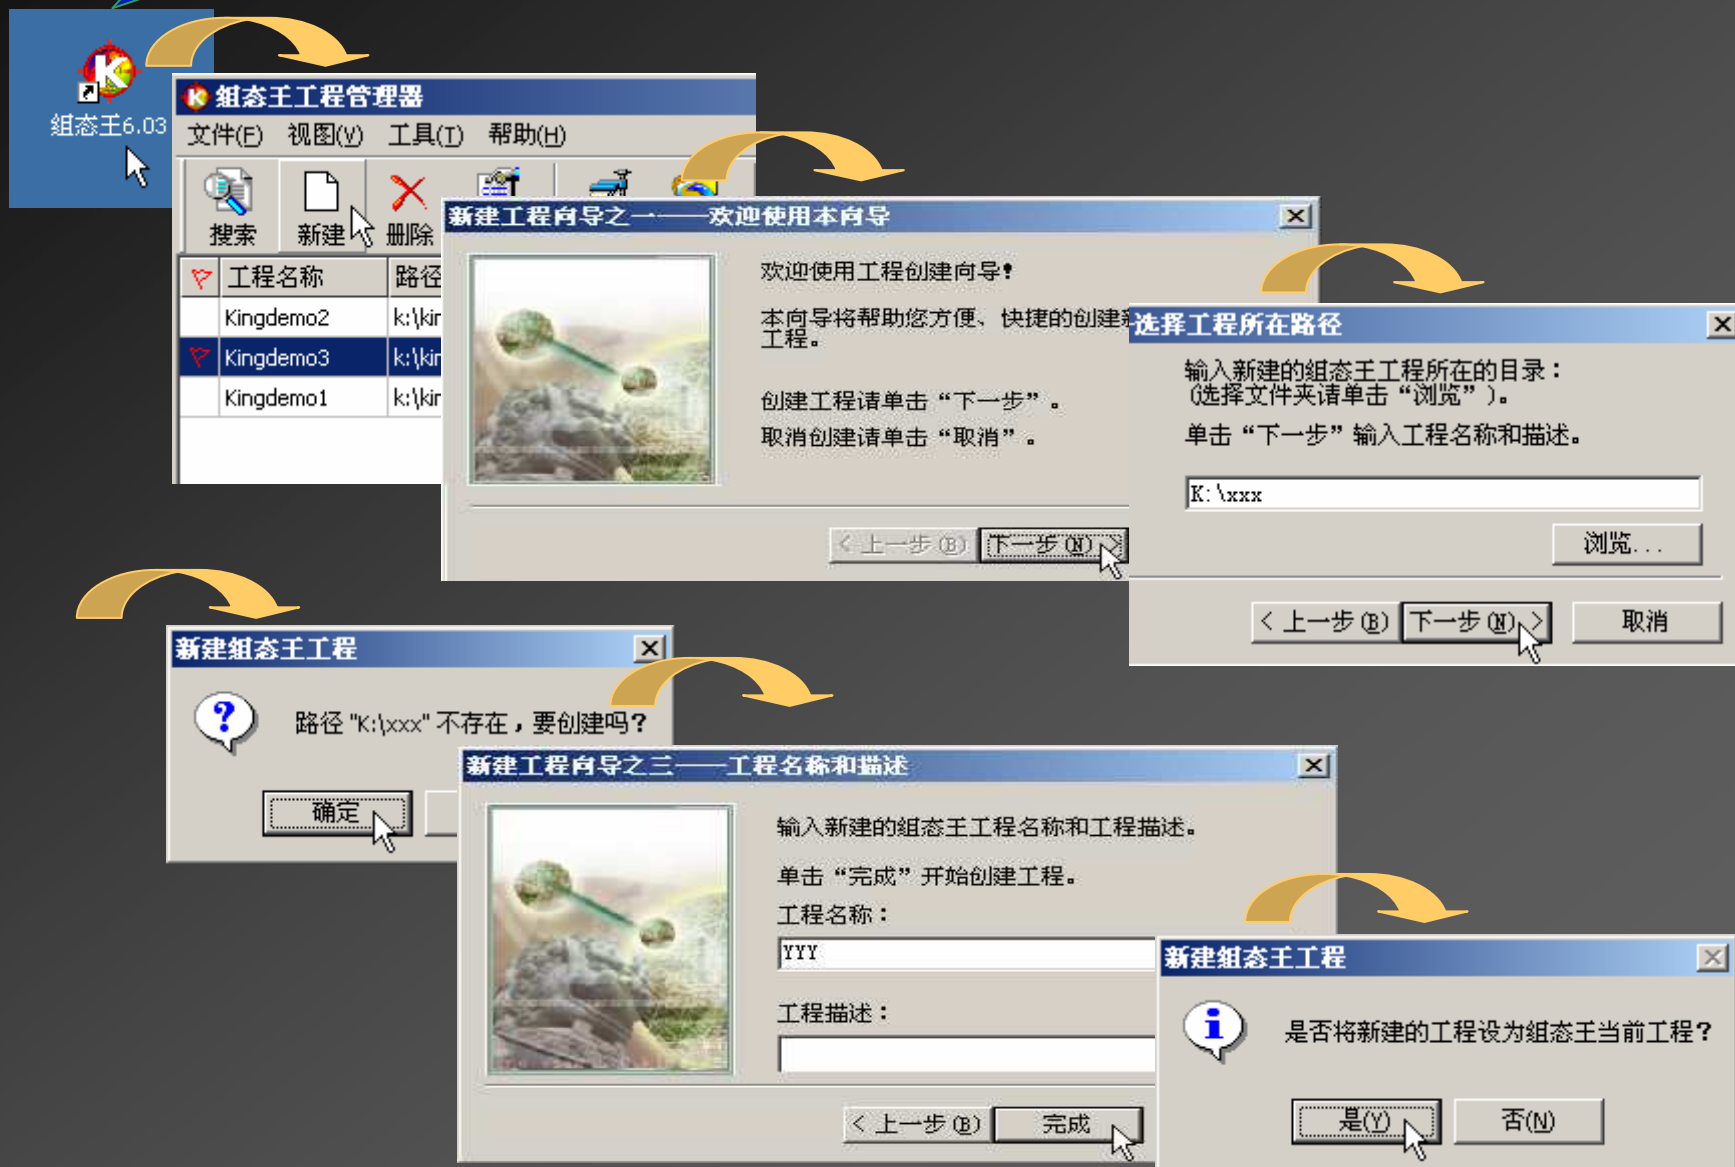 组态王6.03
组态王工程管理器
文件(F) 视图(V) 工具(T) 帮助(H)
搜索 新建 删除
工程名称 路径
Kingdemo2 k:\kin
Kingdemo3 k:\kin
Kingdemo1 k:\kin
新建工程向导之一——欢迎使用本向导
欢迎使用工程创建向导!
本向导将帮助您方便、快捷的创建新
工程。
创建工程请单击“下一步”。
取消创建请单击“取消”。
< 上一步(B) 下一步(N) >
选择工程所在路径
输入新建的组态王工程所在的目录:
(选择文件夹请单击“浏览”)。
单击“下一步”输入工程名称和描述。
K:\xxx
浏览...
< 上一步(B) 下一步(N) > 取消
新建组态王工程
路径 "K:\xxx" 不存在,要创建吗?
确定
新建工程向导之三——工程名称和描述
输入新建的组态王工程名称和工程描述。
单击“完成”开始创建工程。
工程名称:
YYY
工程描述:
< 上一步(B) 完成
新建组态王工程
是否将新建的工程设为组态王当前工程?
是(Y) 否(N)